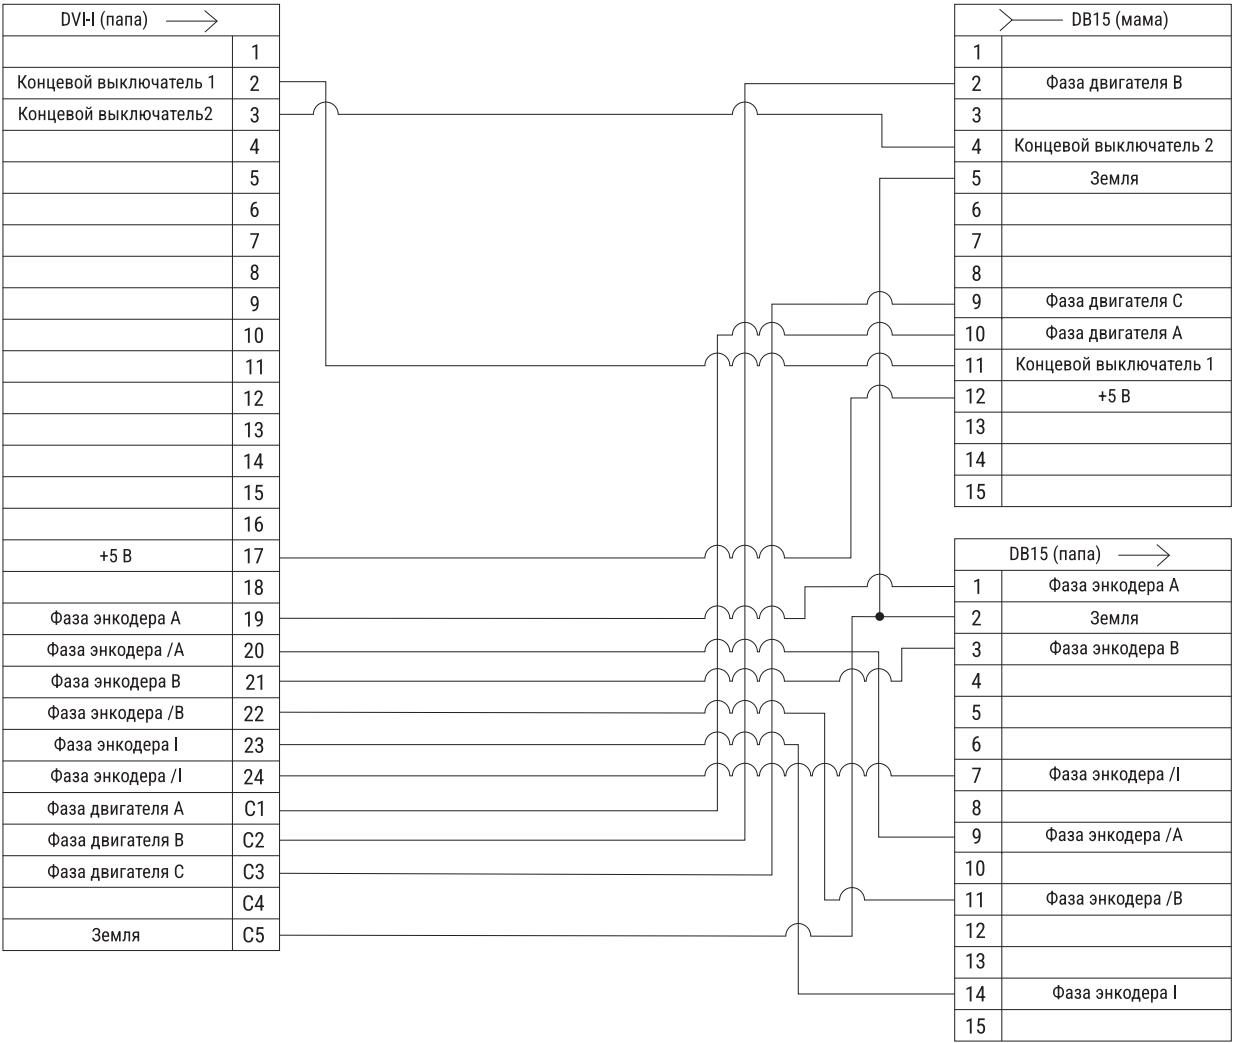 DVI-I (папа)
1
Концевой выключатель 1 2
Концевой выключатель2 3
4
5
6
7
8
9
10
11
12
13
14
15
16
+5 В 17
18
Фаза энкодера A 19
Фаза энкодера /A 20
Фаза энкодера B 21
Фаза энкодера /B 22
Фаза энкодера I 23
Фаза энкодера /I 24
Фаза двигателя A C1
Фаза двигателя B C2
Фаза двигателя C C3
C4
Земля C5
DB15 (мама)
1
2 Фаза двигателя B
3
4 Концевой выключатель 2
5 Земля
6
7
8
9 Фаза двигателя C
10 Фаза двигателя A
11 Концевой выключатель 1
12 +5 В
13
14
15
DB15 (папа)
1 Фаза энкодера A
2 Земля
3 Фаза энкодера B
4
5
6
7 Фаза энкодера /I
8
9 Фаза энкодера /A
10
11 Фаза энкодера /B
12
13
14 Фаза энкодера I
15